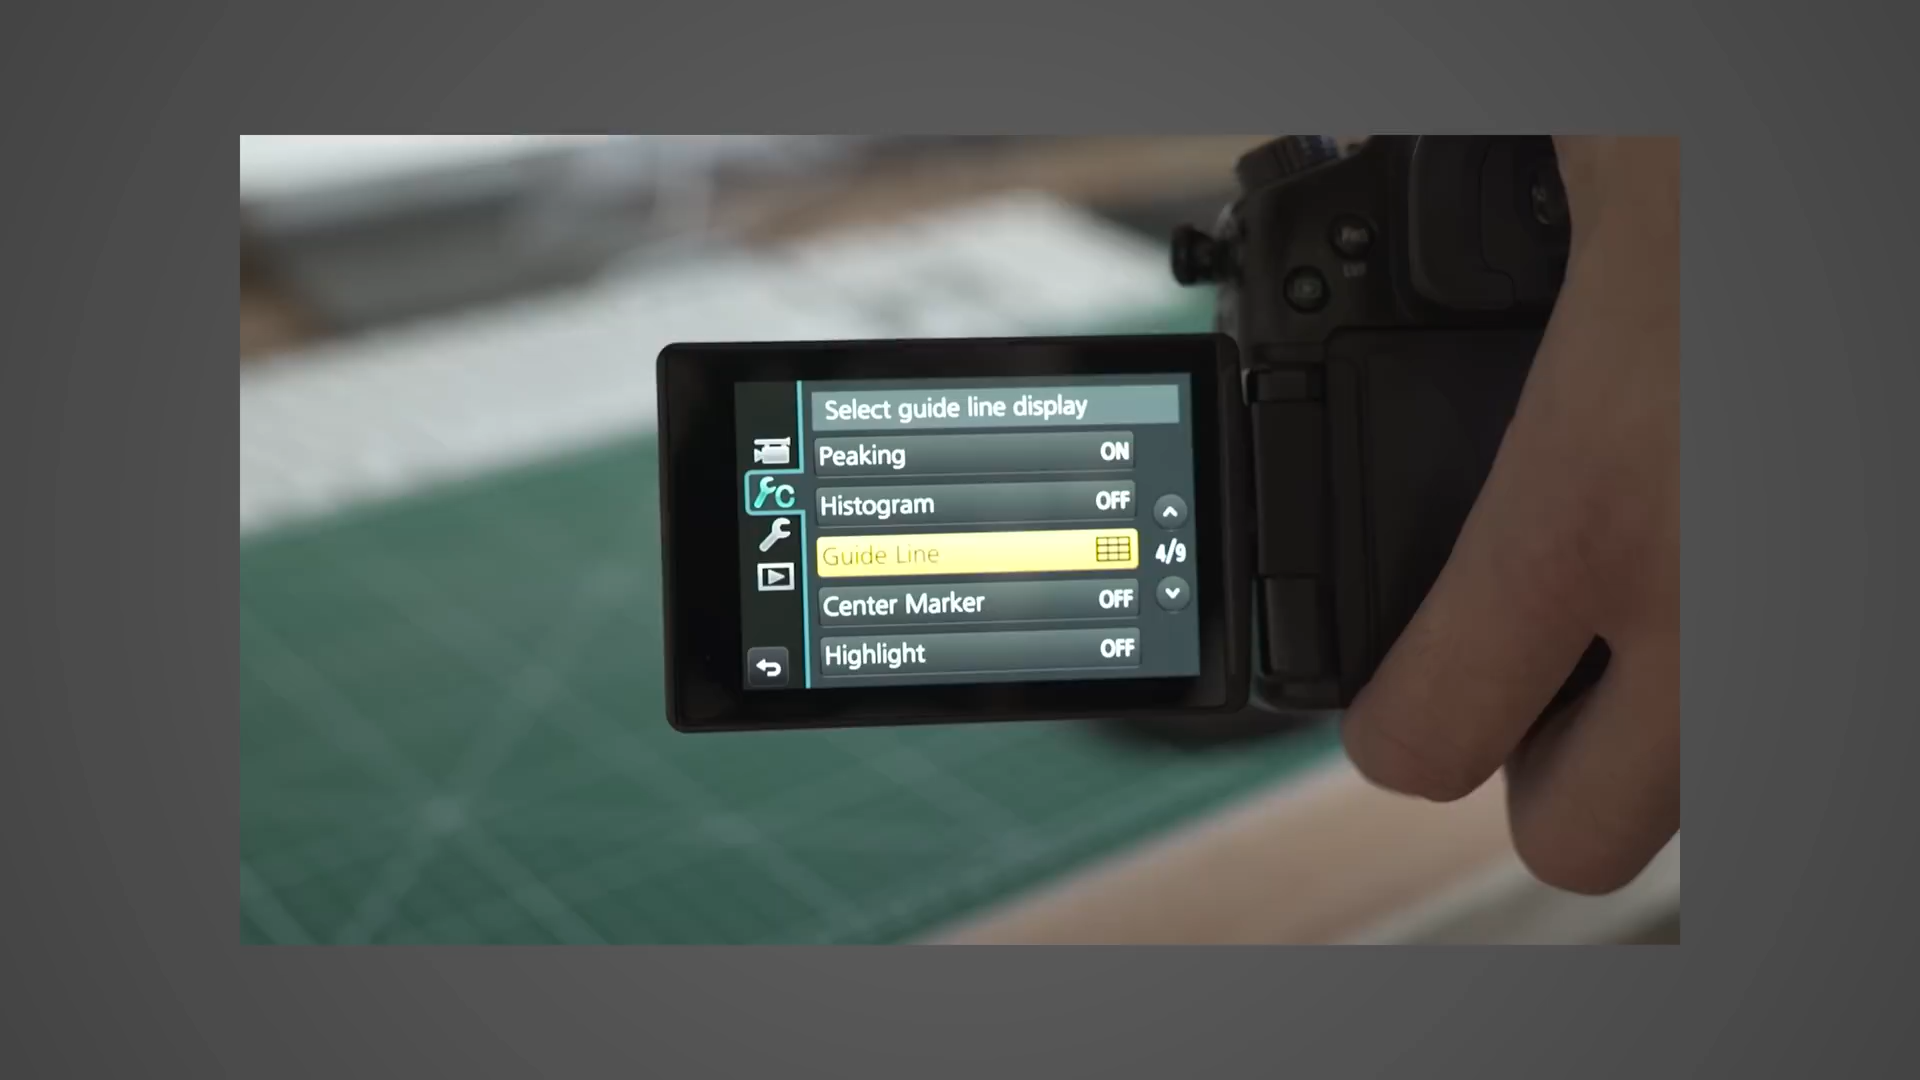 Select guide line display
Peaking ON
Histogram OFF
Guide Line
4/9
Center Marker OFF
Highlight OFF